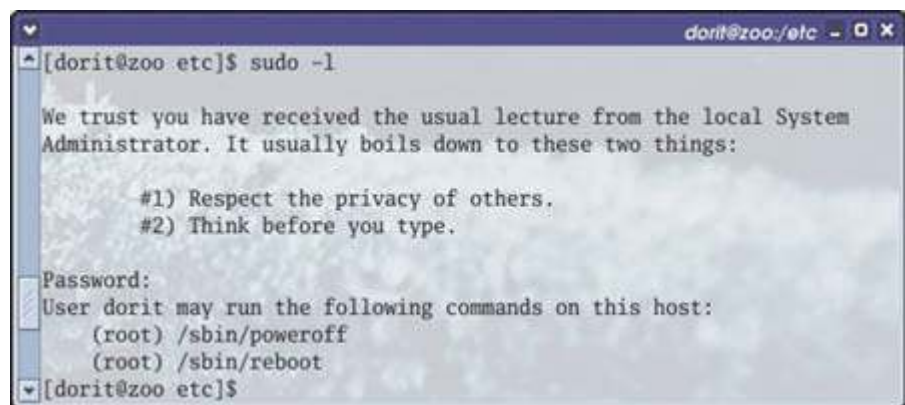 dorit@zoo:/etc
[dorit@zoo etc]$ sudo -l
We trust you have received the usual lecture from the local System
Administrator. It usually boils down to these two things:
#1) Respect the privacy of others.
#2) Think before you type.
Password:
User dorit may run the following commands on this host:
(root) /sbin/poweroff
(root) /sbin/reboot
[dorit@zoo etc]$